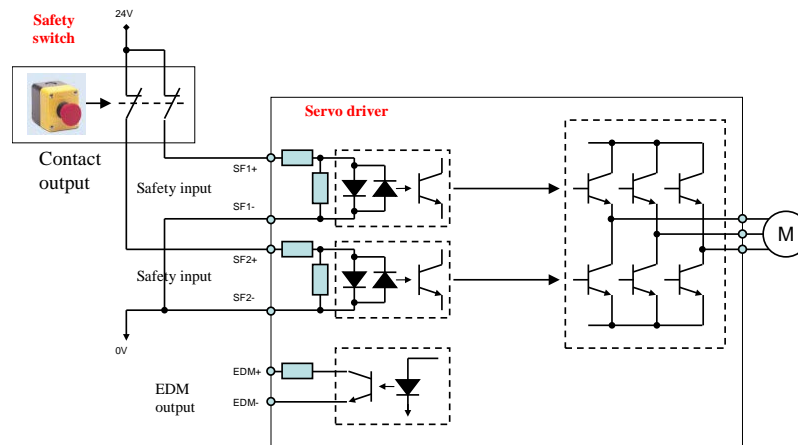 Safety
switch
24V
Servo driver
Contact
output
SF1+
Safety input
SF1-
SF2+
Safety input
SF2-
0V
M
EDM+
EDM
output
EDM-